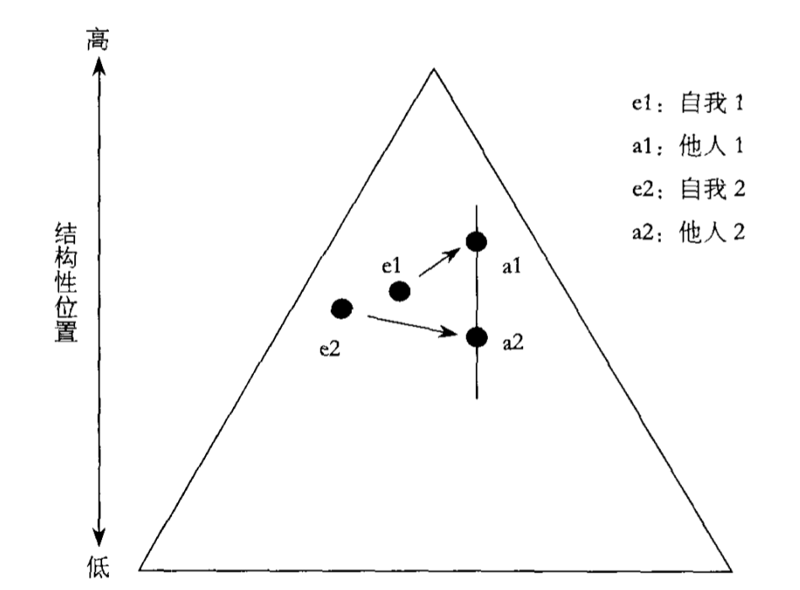 高
e1：自我 1
a1：他人 1
e2：自我 2
a2：他人 2
结构性位置
e1
a1
e2
a2
低